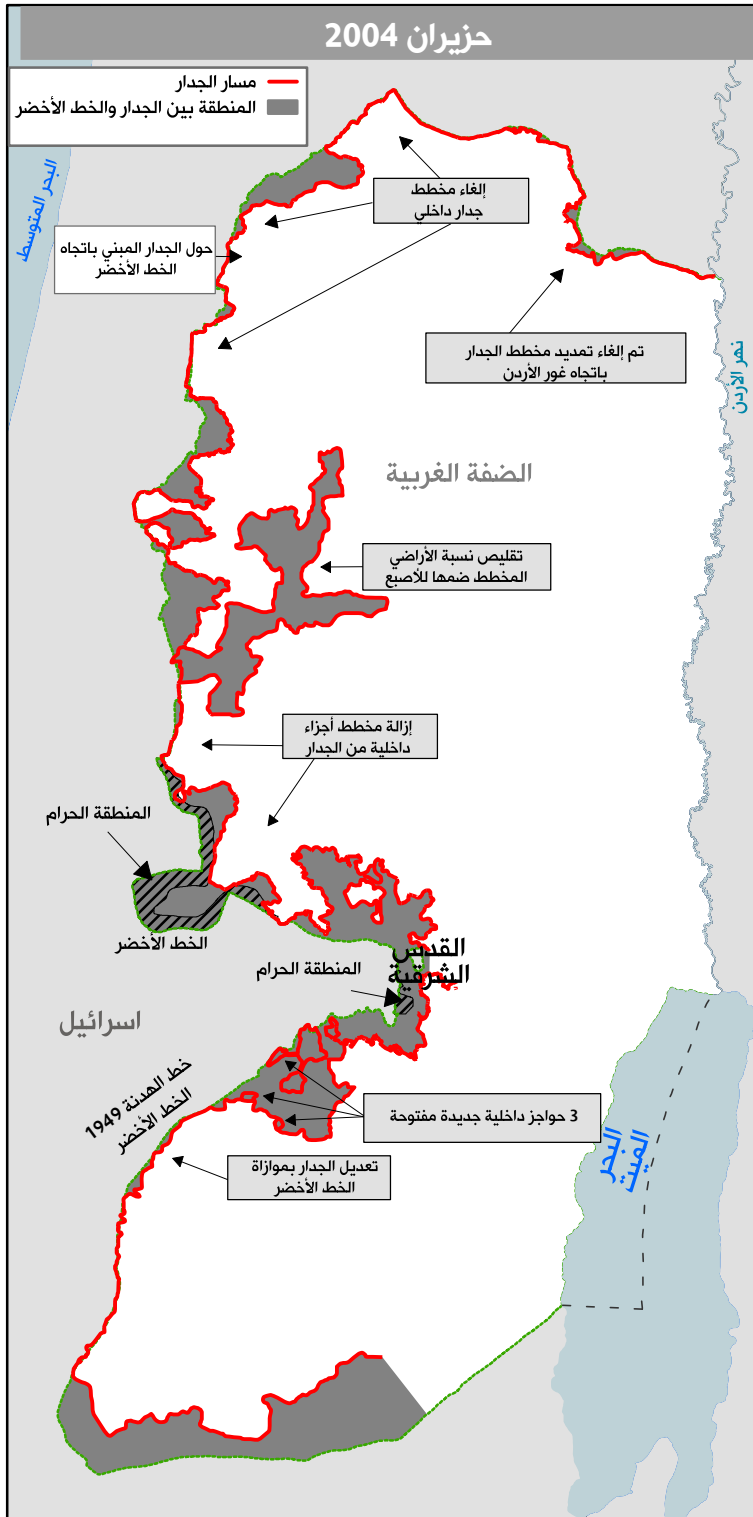 حزيران 2004
مسار الجدار
المنطقة بين الجدار والخط الأخضر
البحر المتوسط
إلغاء مخطط
جدار داخلي
حول الجدار المبني باتجاه
الخط الأخضر
تم إلغاء تمديد مخطط الجدار
باتجاه غور الأردن
نهر الأردن
الضفة الغربية
تقليص نسبة الأراضي
المخطط ضمها للأصبع
إزالة مخطط أجزاء
داخلية من الجدار
المنطقة الحرام
الخط الأخضر
القدس
الشرقية
المنطقة الحرام
اسرائيل
خط الهدنة 1949
الخط الأخضر
3 حواجز داخلية جديدة مفتوحة
البحر
الميت
تعديل الجدار بموازاة
الخط الأخضر